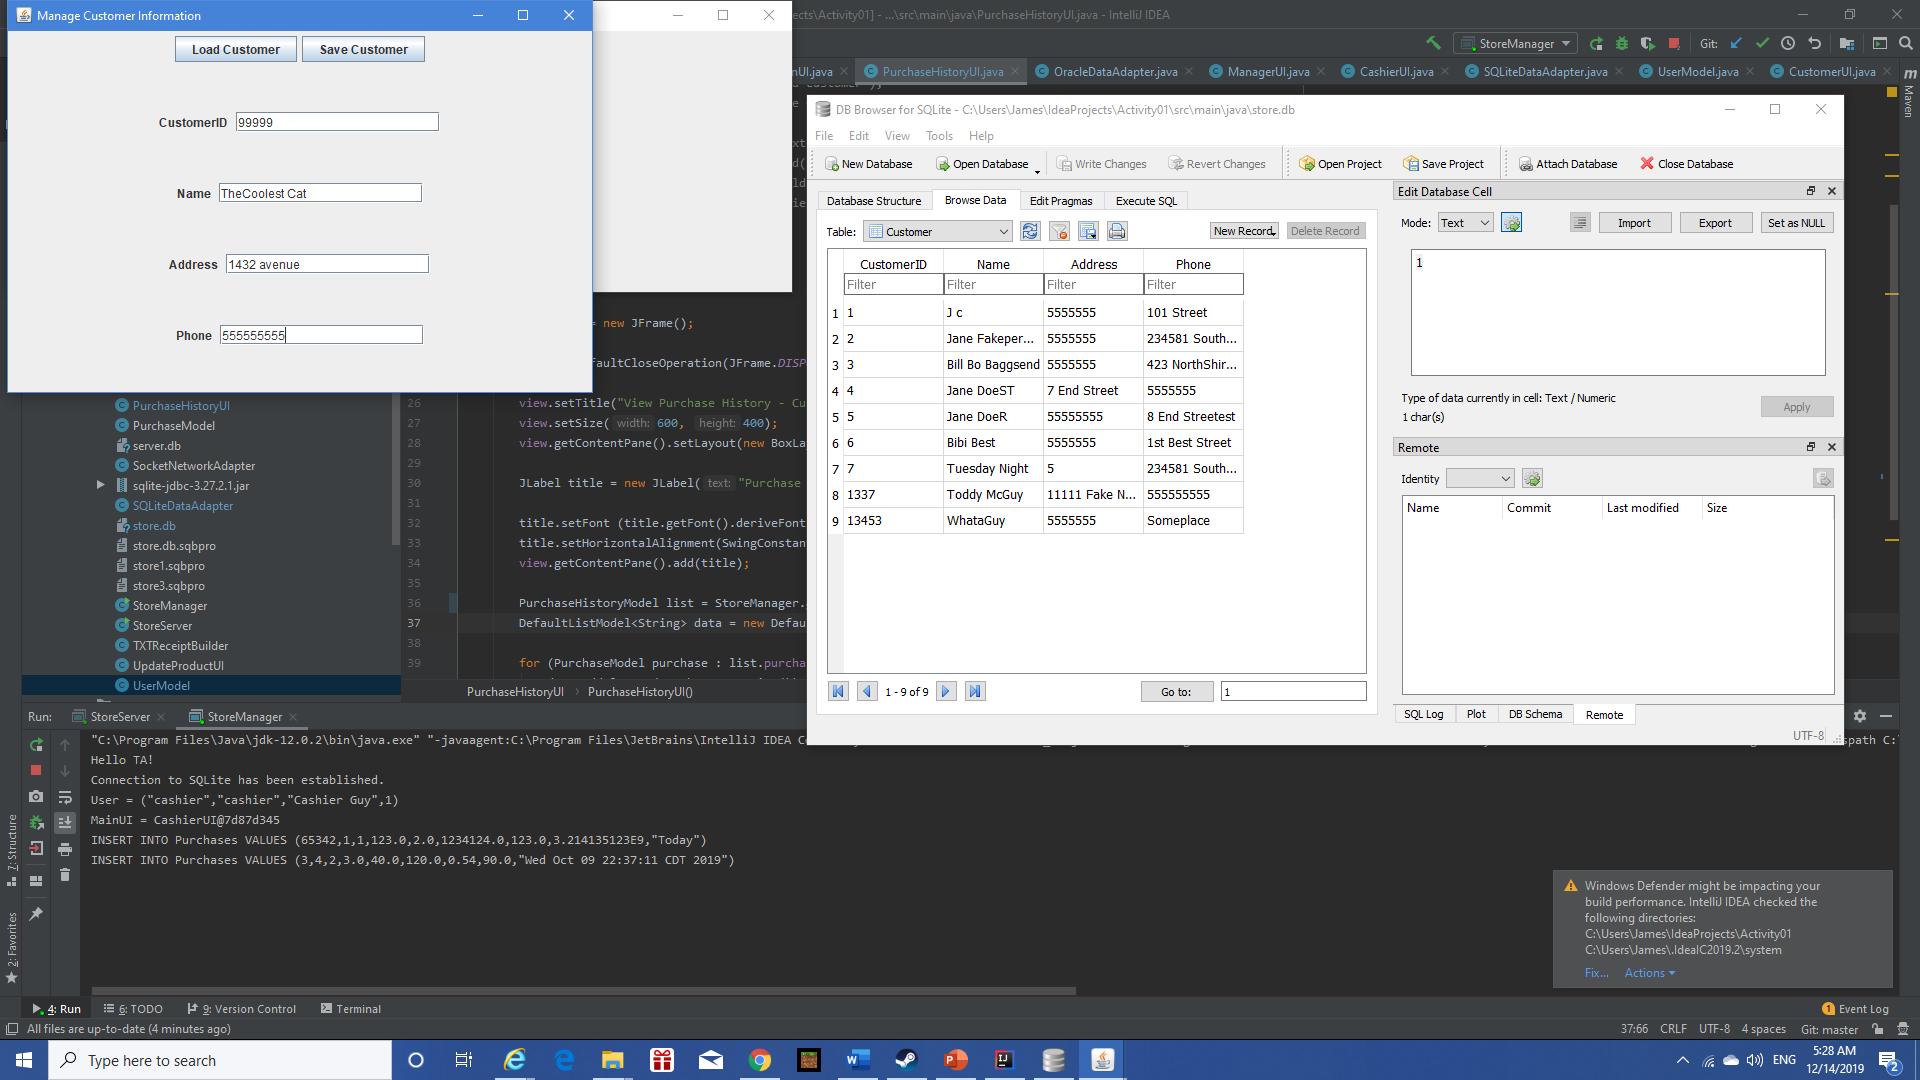 Manage Customer Information
Load Customer
Save Customer
CustomerID 99999
Name TheCoolest Cat
Address 1432 avenue
Phone 555555555
cts\Activity01] - ...\src\main\java\PurchaseHistoryUI.java - IntelliJ IDEA
StoreManager
Git:
nUI.java
PurchaseHistoryUI.java
OracleDataAdapter.java
ManagerUI.java
CashierUI.java
SQLiteDataAdapter.java
UserModel.java
CustomerUI.java
Maven
DB Browser for SQLite - C:\Users\James\IdeaProjects\Activity01\src\main\java\store.db
File Edit View Tools Help
New Database
Open Database
Write Changes
Revert Changes
Open Project
Save Project
Attach Database
Close Database
Database Structure
Browse Data
Edit Pragmas
Execute SQL
Table: Customer
New Record
Delete Record
CustomerID Name Address Phone
Filter Filter Filter Filter
1 1 J c 5555555 101 Street
2 2 Jane Fakeper... 5555555 234581 South...
3 3 Bill Bo Baggsend 5555555 423 NorthShir...
4 4 Jane DoeST 7 End Street 5555555
5 5 Jane DoeR 55555555 8 End Streetest
6 6 Bibi Best 5555555 1st Best Street
7 7 Tuesday Night 5 234581 South...
8 1337 Toddy McGuy 11111 Fake N... 555555555
9 13453 WhataGuy 5555555 Someplace
1 - 9 of 9
Go to: 1
Edit Database Cell
Mode: Text
Import
Export
Set as NULL
1
Type of data currently in cell: Text / Numeric
1 char(s)
Apply
Remote
Identity
Name Commit Last modified Size
SQL Log
Plot
DB Schema
Remote
UTF-8
= new JFrame();
faultCloseOperation(JFrame.DISP
26 view.setTitle("View Purchase History - Cu
27 view.setSize( width: 600, height: 400);
28 view.getContentPane().setLayout(new BoxLa
29
30 JLabel title = new JLabel( text: "Purchase
31
32 title.setFont (title.getFont().deriveFont
33 title.setHorizontalAlignment(SwingConstan
34 view.getContentPane().add(title);
35
36 PurchaseHistoryModel list = StoreManager.
37 DefaultListModel<String> data = new Defau
38
39 for (PurchaseModel purchase : list.purcha
PurchaseHistoryUI
PurchaseModel
server.db
SocketNetworkAdapter
sqlite-jdbc-3.27.2.1.jar
SQLiteDataAdapter
store.db
store.db.sqbpro
store1.sqbpro
store3.sqbpro
StoreManager
StoreServer
TXTReceiptBuilder
UpdateProductUI
UserModel
PurchaseHistoryUI
PurchaseHistoryUI()
Run: StoreServer StoreManager
"C:\Program Files\Java\jdk-12.0.2\bin\java.exe" "-javaagent:C:\Program Files\JetBrains\IntelliJ IDEA Co
spath C:\
Hello TA!
Connection to SQLite has been established.
User = ("cashier","cashier","Cashier Guy",1)
MainUI = CashierUI@7d87d345
INSERT INTO Purchases VALUES (65342,1,1,123.0,2.0,1234124.0,123.0,3.214135123E9,"Today")
INSERT INTO Purchases VALUES (3,4,2,3.0,40.0,120.0,0.54,90.0,"Wed Oct 09 22:37:11 CDT 2019")
7: Structure
2: Favorites
Windows Defender might be impacting your
build performance. IntelliJ IDEA checked the
following directories:
C:\Users\James\IdeaProjects\Activity01
C:\Users\James\.IdeaIC2019.2\system
Fix... Actions
4: Run
6: TODO
9: Version Control
Terminal
1 Event Log
All files are up-to-date (4 minutes ago)
37:66 CRLF UTF-8 4 spaces Git: master
Type here to search
ENG
5:28 AM
12/14/2019
2